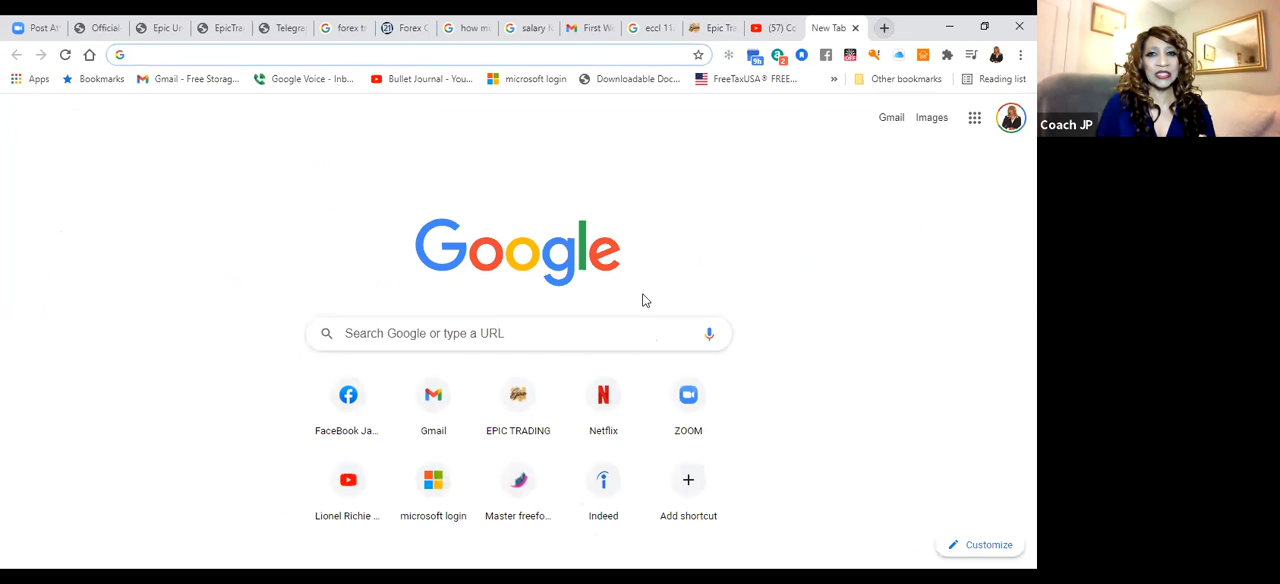 Post At
Official
Epic Un
EpicTra
Telegra
forex tr
Forex C
how mu
salary fo
First We
eccl 11:
Epic Tra
(57) Co
New Tab
Apps
Bookmarks
Gmail - Free Storag...
Google Voice - Inb...
Bullet Journal - You...
microsoft login
Downloadable Doc...
FreeTaxUSA® FREE...
»
Other bookmarks
Reading list
Gmail
Images
Coach JP
Google
Search Google or type a URL
FaceBook Ja...
Gmail
EPIC TRADING
Netflix
ZOOM
Lionel Richie ...
microsoft login
Master freefo...
Indeed
Add shortcut
Customize